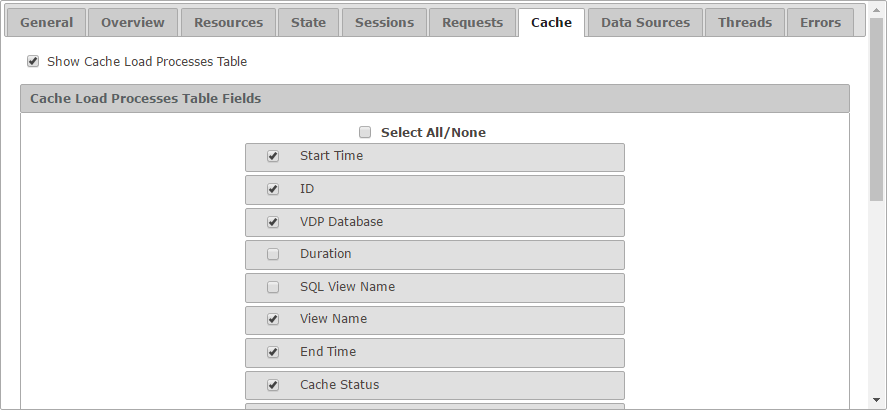 General Overview Resources State Sessions Requests Cache Data Sources Threads Errors
Show Cache Load Processes Table
Cache Load Processes Table Fields
Select All/None
Start Time
ID
VDP Database
Duration
SQL View Name
View Name
End Time
Cache Status